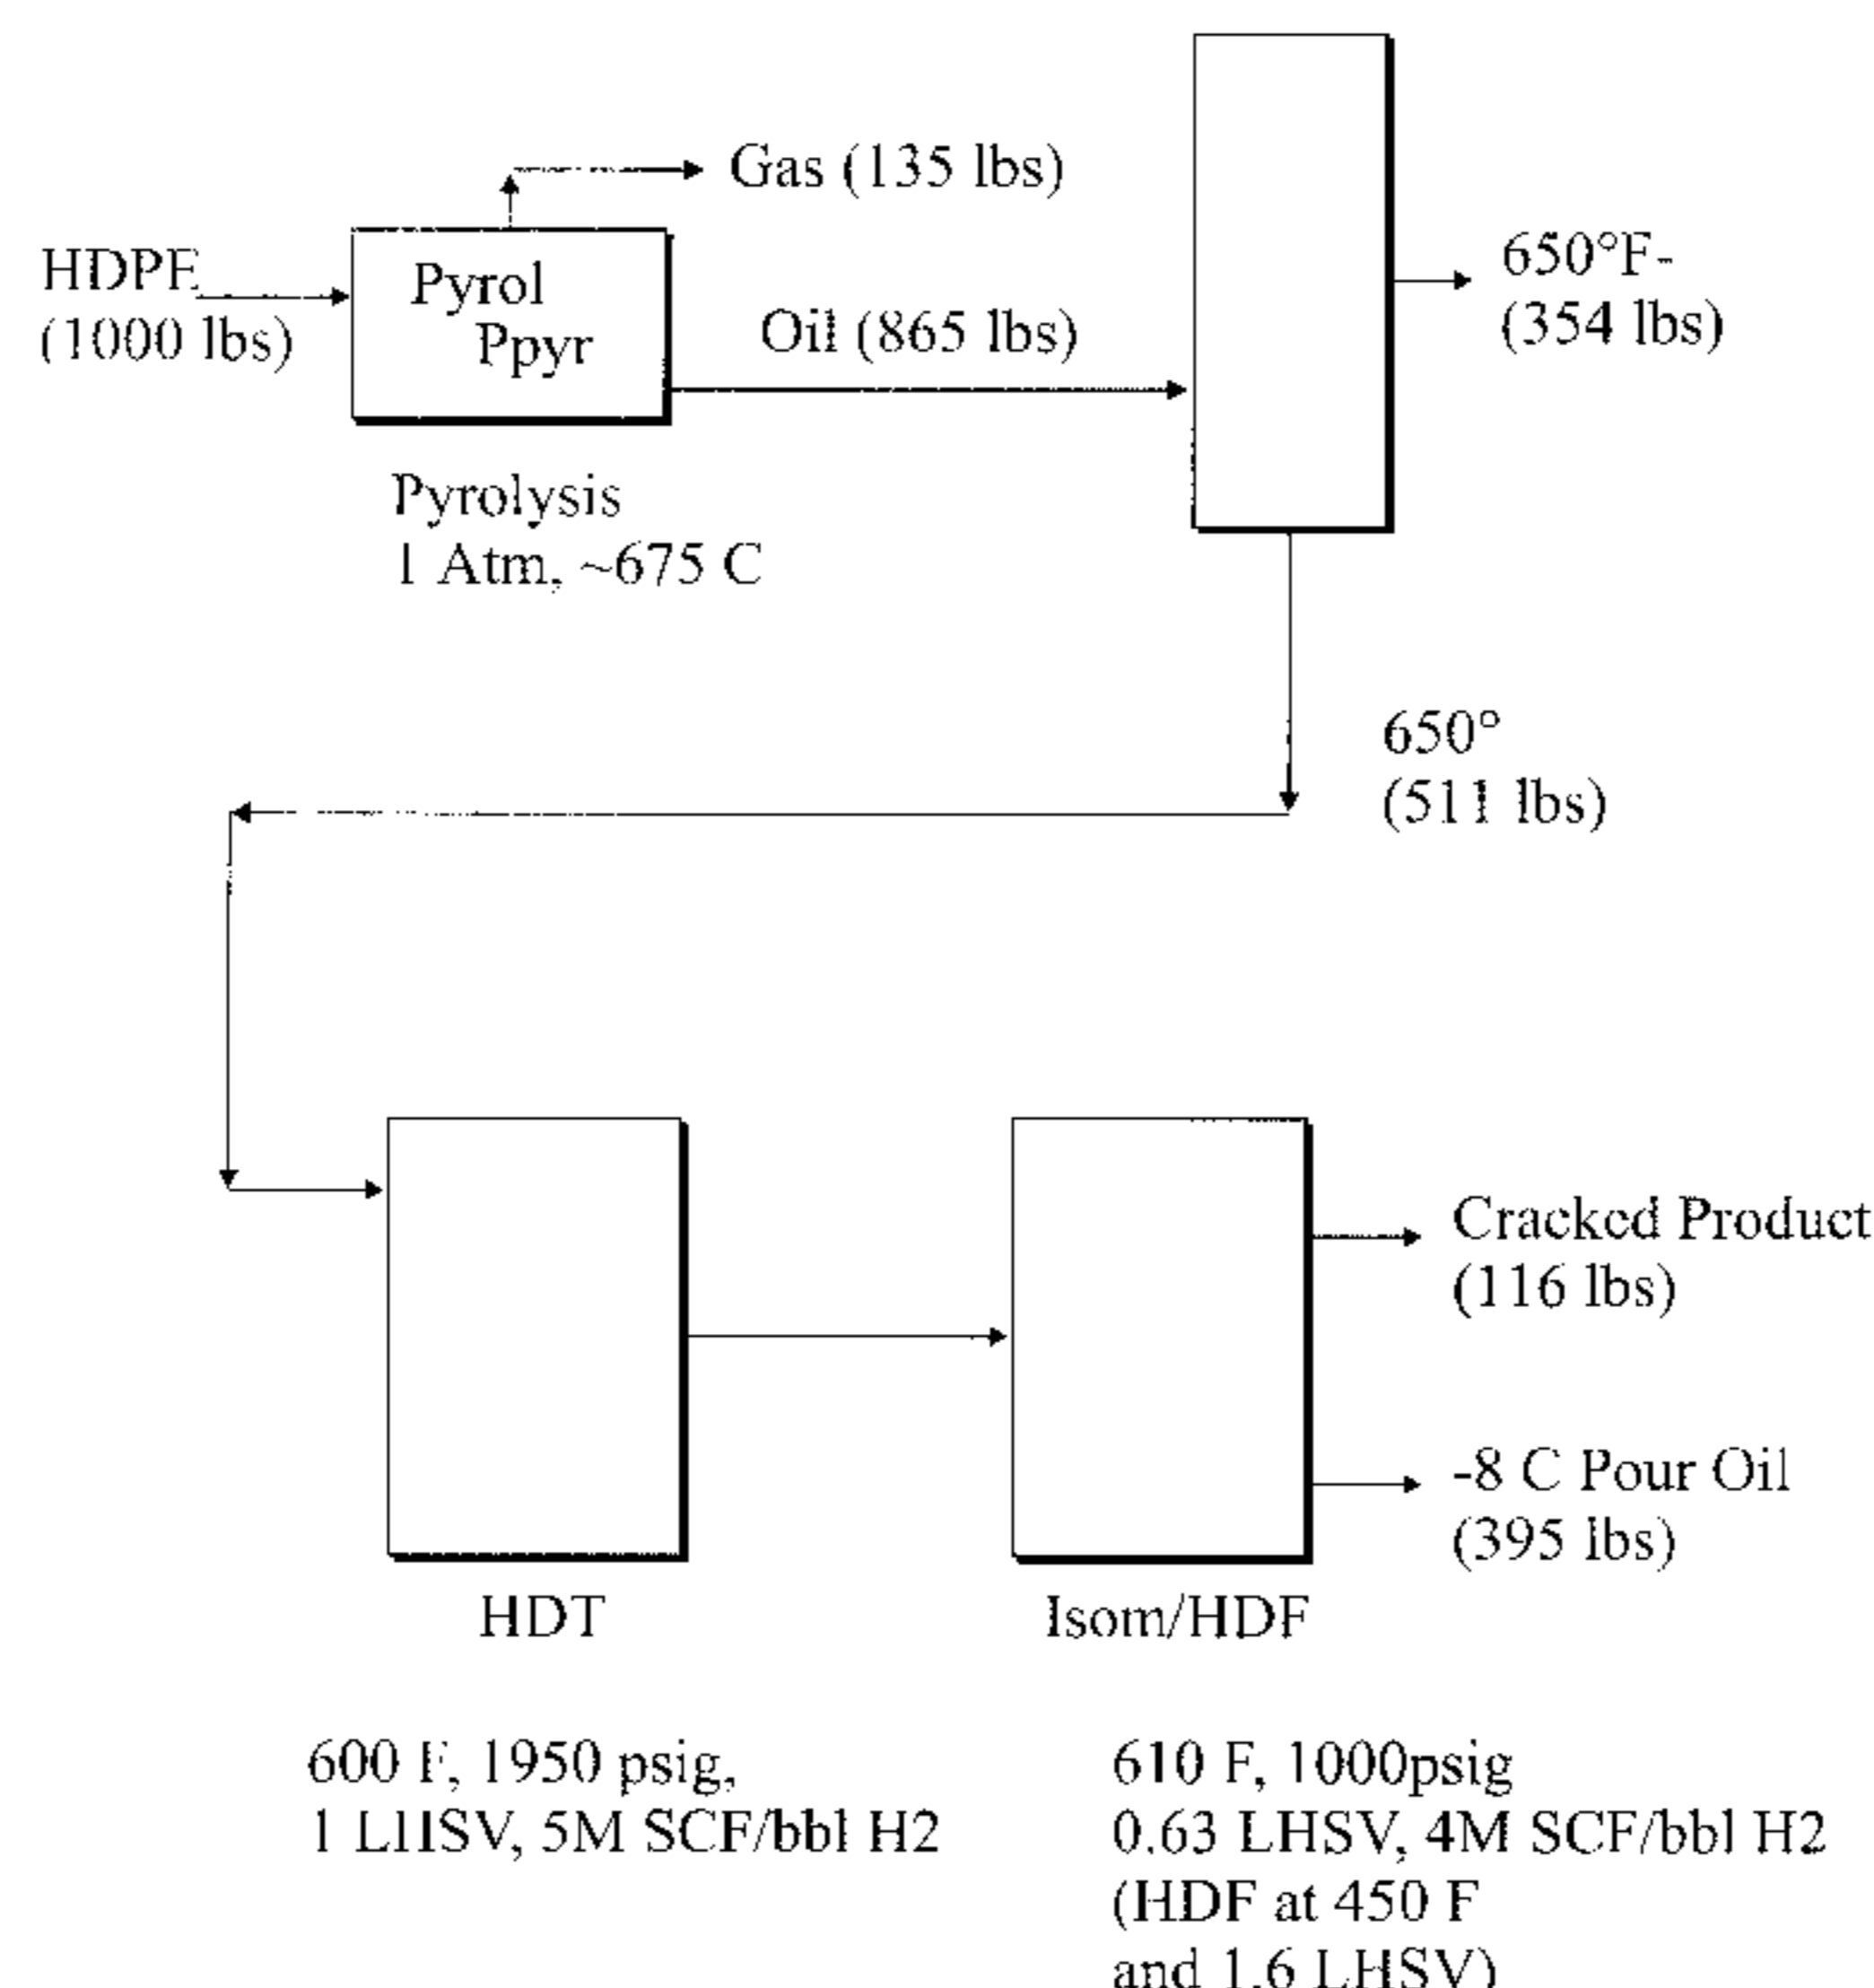 Gas (135 lbs)
HDPE
(1000 lbs)
Pyrol
Ppyr
Oil (865 lbs)
650°F-
(354 lbs)
Pyrolysis
1 Atm, ~675 C
650°
(511 lbs)
Cracked Product
(116 lbs)
-8 C Pour Oil
(395 lbs)
HDT
Isom/HDF
600 F, 1950 psig,
1 LHSV, 5M SCF/bbl H2
610 F, 1000psig
0.63 LHSV, 4M SCF/bbl H2
(HDF at 450 F
and 1.6 LHSV)